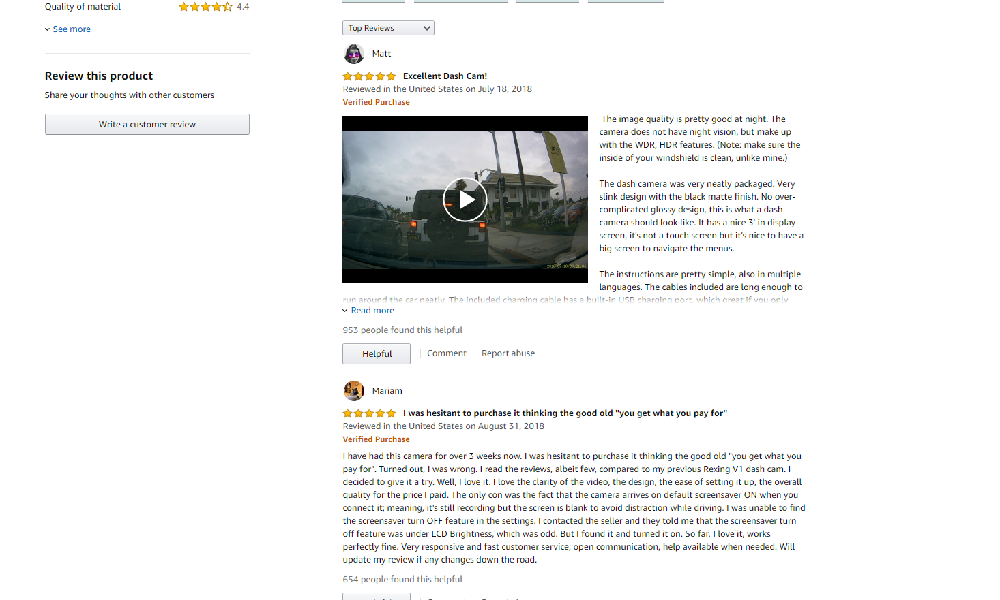 Quality of material 4.4
See more
Review this product
Share your thoughts with other customers
Write a customer review
Top Reviews
Matt
Excellent Dash Cam!
Reviewed in the United States on July 18, 2018
Verified Purchase
The image quality is pretty good at night. The
camera does not have night vision, but make up
with the WDR, HDR features. (Note: make sure the
inside of your windshield is clean, unlike mine.)
The dash camera was very neatly packaged. Very
slink design with the black matte finish. No over-
complicated glossy design, this is what a dash
camera should look like. It has a nice 3' in display
screen, it's not a touch screen but it's nice to have a
big screen to navigate the menus.
The instructions are pretty simple, also in multiple
languages. The cables included are long enough to
run around the car neatly. The included charging cable has a built-in USB charging port, which great if you only
Read more
953 people found this helpful
Helpful
Comment
Report abuse
Mariam
I was hesitant to purchase it thinking the good old "you get what you pay for"
Reviewed in the United States on August 31, 2018
Verified Purchase
I have had this camera for over 3 weeks now. I was hesitant to purchase it thinking the good old "you get what you
pay for". Turned out, I was wrong. I read the reviews, albeit few, compared to my previous Rexing V1 dash cam. I
decided to give it a try. Well, I love it. I love the clarity of the video, the design, the ease of setting it up, the overall
quality for the price I paid. The only con was the fact that the camera arrives on default screensaver ON when you
connect it; meaning, it's still recording but the screen is blank to avoid distraction while driving. I was unable to find
the screensaver turn OFF feature in the settings. I contacted the seller and they told me that the screensaver turn
off feature was under LCD Brightness, which was odd. But I found it and turned it on. So far, I love it, works
perfectly fine. Very responsive and fast customer service; open communication, help available when needed. Will
update my review if any changes down the road.
654 people found this helpful